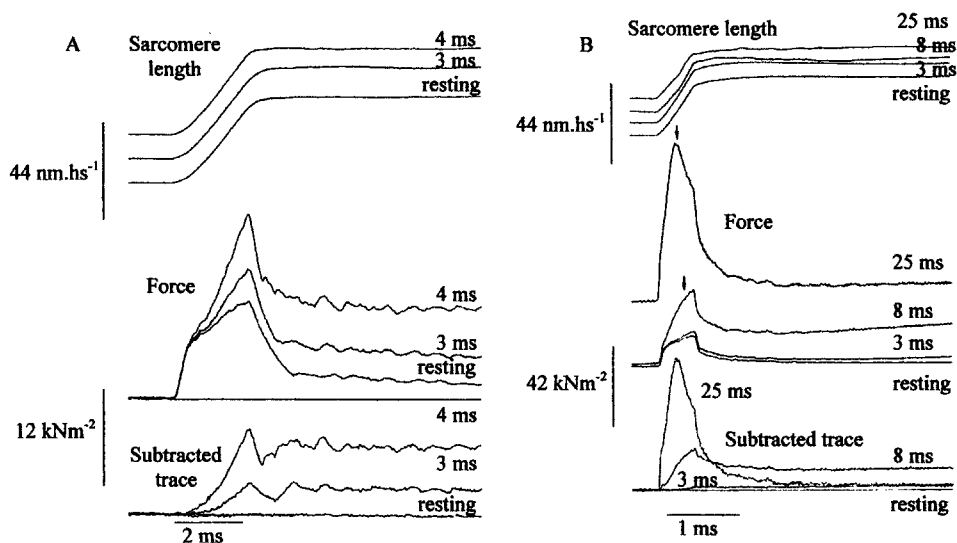 A
Sarcomere
length
4 ms
3 ms
resting
44 nm.hs-1
Force
4 ms
3 ms
resting
12 kNm-2
4 ms
Subtracted
trace
3 ms
resting
2 ms
B
Sarcomere length
25 ms
8 ms
3 ms
resting
44 nm.hs-1
Force
25 ms
8 ms
3 ms
resting
42 kNm-2
25 ms
Subtracted trace
8 ms
3 ms
resting
1 ms